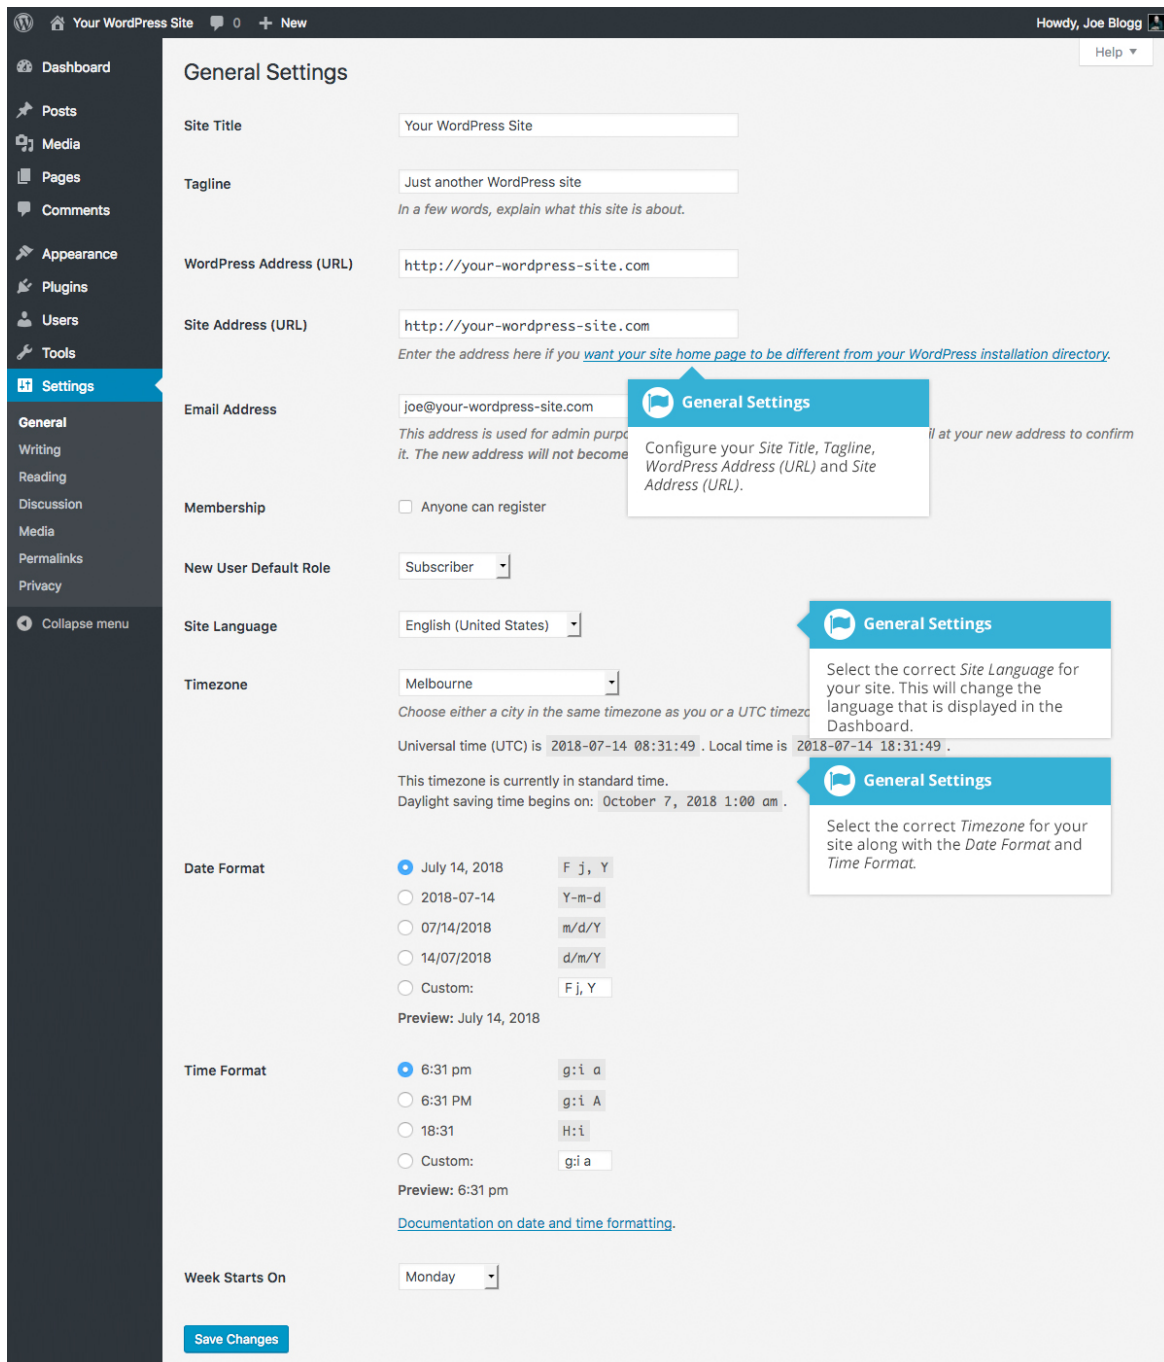 Your WordPress Site 0 New Howdy, Joe Blogg
Help
Dashboard
Posts
Media
Pages
Comments
Appearance
Plugins
Users
Tools
Settings
General
Writing
Reading
Discussion
Media
Permalinks
Privacy
Collapse menu
General Settings
Site Title Your WordPress Site
Tagline Just another WordPress site
In a few words, explain what this site is about.
WordPress Address (URL) http://your-wordpress-site.com
Site Address (URL) http://your-wordpress-site.com
Enter the address here if you want your site home page to be different from your WordPress installation directory.
Email Address joe@your-wordpress-site.com
This address is used for admin at your new address to confirm
it. The new address will not become
General Settings
Configure your Site Title, Tagline,
WordPress Address (URL) and Site
Address (URL).
Membership Anyone can register
New User Default Role Subscriber
Site Language English (United States)
General Settings
Select the correct Site Language for
your site. This will change the
language that is displayed in the
Dashboard.
Timezone Melbourne
Choose either a city in the same timezone as you or a UTC
Universal time (UTC) is 2018-07-14 08:31:49 . Local time is 2018-07-14 18:31:49 .
This timezone is currently in standard time.
Daylight saving time begins on: October 7, 2018 1:00 am .
General Settings
Select the correct Timezone for your
site along with the Date Format and
Time Format.
Date Format July 14, 2018 F j, Y
2018-07-14 Y-m-d
07/14/2018 m/d/Y
14/07/2018 d/m/Y
Custom: F j, Y
Preview: July 14, 2018
Time Format 6:31 pm g:i a
6:31 PM g:i A
18:31 H:i
Custom: g:i a
Preview: 6:31 pm
Documentation on date and time formatting.
Week Starts On Monday
Save Changes